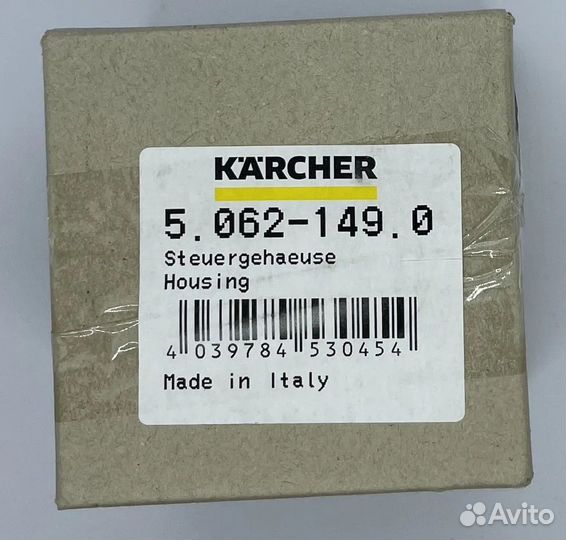 KÄRCHER
5.062-149.0
Steuergehaeuse
Housing
4 039784 530454
Made in Italy
Avito